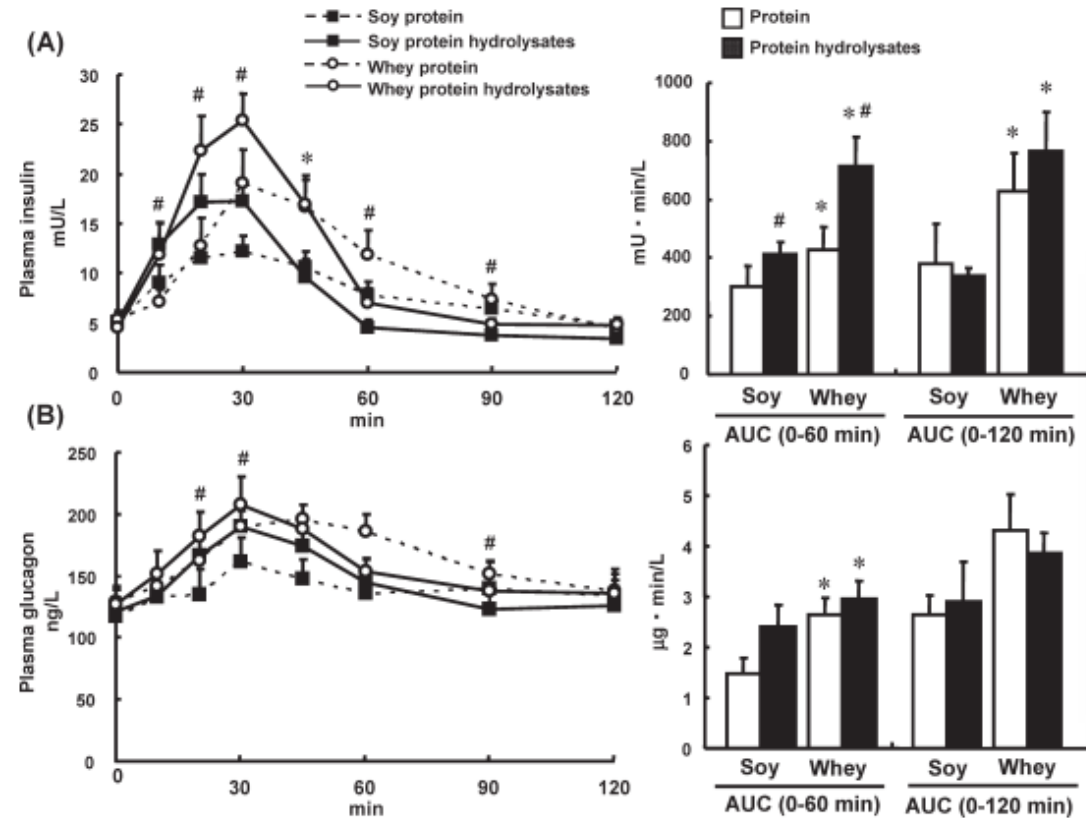 (A)
Soy protein
Soy protein hydrolysates
Whey protein
Whey protein hydrolysates
Protein
Protein hydrolysates
Plasma insulin
mU/L
30
25
20
15
10
5
0
# # # # * # #
0 30 60 90 120
min
mU · min/L
1000
800
600
400
200
0
# * *# * *
Soy Whey Soy Whey
AUC (0-60 min) AUC (0-120 min)
(B)
Plasma glucagon
ng/L
250
200
150
100
50
0
# # #
0 30 60 90 120
min
µg · min/L
6
5
4
3
2
1
0
* *
Soy Whey Soy Whey
AUC (0-60 min) AUC (0-120 min)